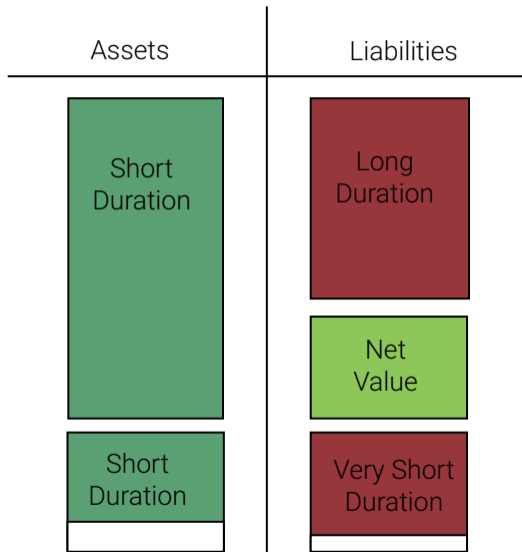 Assets
Liabilities
Short
Duration
Long
Duration
Net
Value
Short
Duration
Very Short
Duration